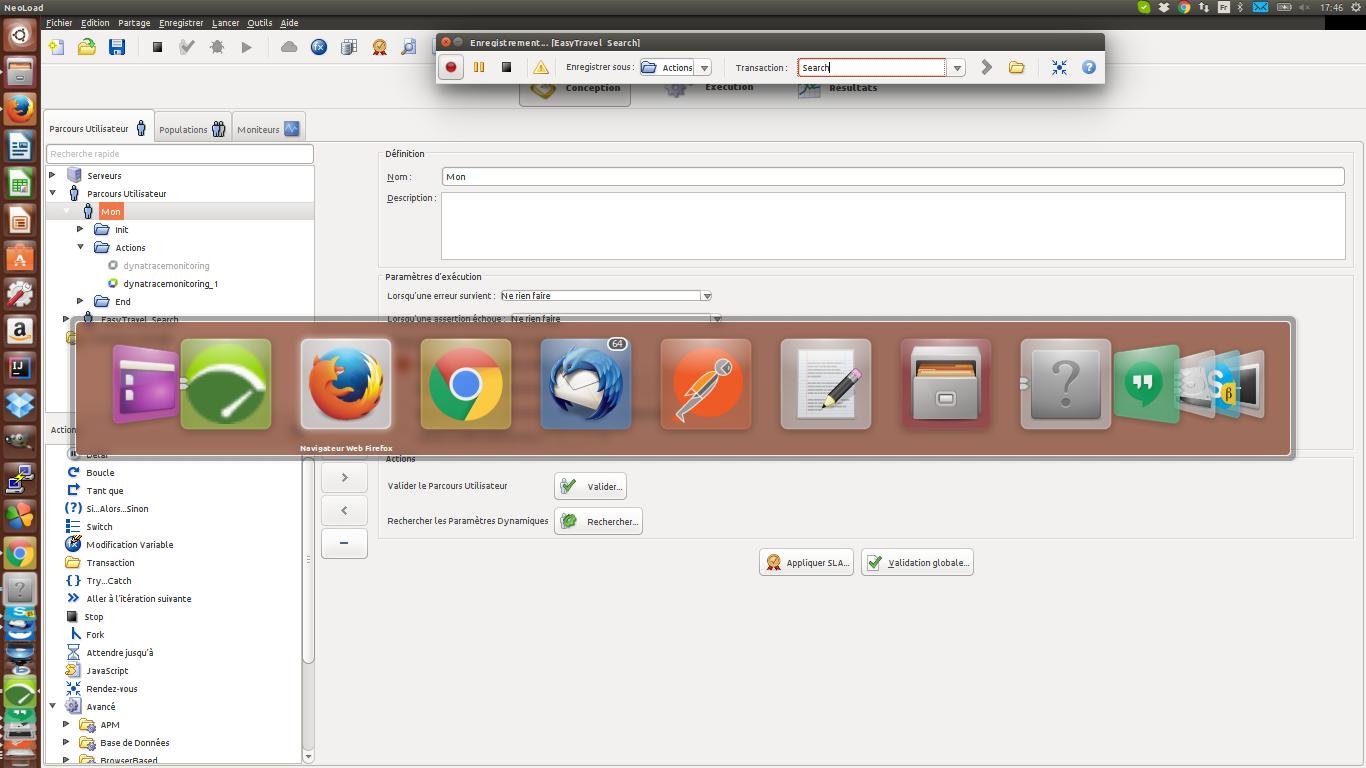 NeoLoad
Fr
17:46
Fichier Edition Partage Enregistrer Lancer Outils Aide
Enregistrement... [EasyTravel_Search]
Enregistrer sous : Actions
Transaction : Search
Conception
Exécution
Résultats
Parcours Utilisateur
Populations
Moniteurs
Recherche rapide
Serveurs
Parcours Utilisateur
Mon
Init
Actions
dynatracemonitoring
dynatracemonitoring_1
End
EasyTravel_Search
Définition
Nom : Mon
Description :
Paramètres d'exécution
Lorsqu'une erreur survient : Ne rien faire
Lorsqu'une assertion échoue : Ne rien faire
64
?
β
Navigateur Web Firefox
Action
Délai
Boucle
Tant que
Si...Alors...Sinon
Switch
Modification Variable
Transaction
Try...Catch
Aller à l'itération suivante
Stop
Fork
Attendre jusqu'à
JavaScript
Rendez-vous
Avancé
APM
Base de Données
BrowserBased
Actions
Valider le Parcours Utilisateur
Valider...
Rechercher les Paramètres Dynamiques
Rechercher...
Appliquer SLA...
Validation globale...